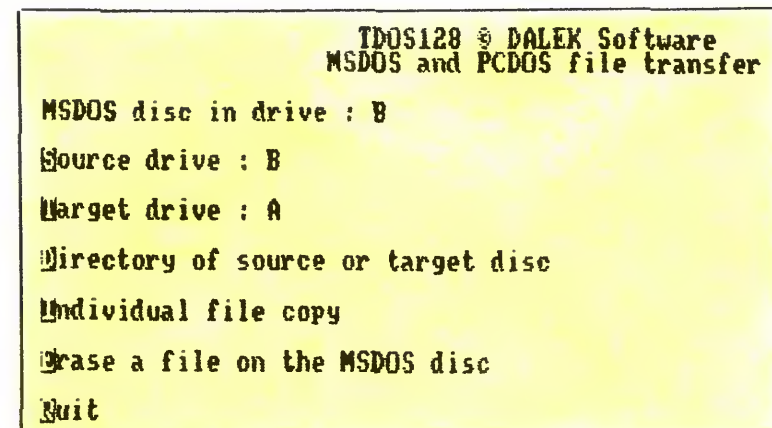 TDOS128 © DALEK Software
MSDOS and PCDOS file transfer
MSDOS disc in drive : B
Source drive : B
Target drive : A
Directory of source or target disc
Individual file copy
Erase a file on the MSDOS disc
Quit